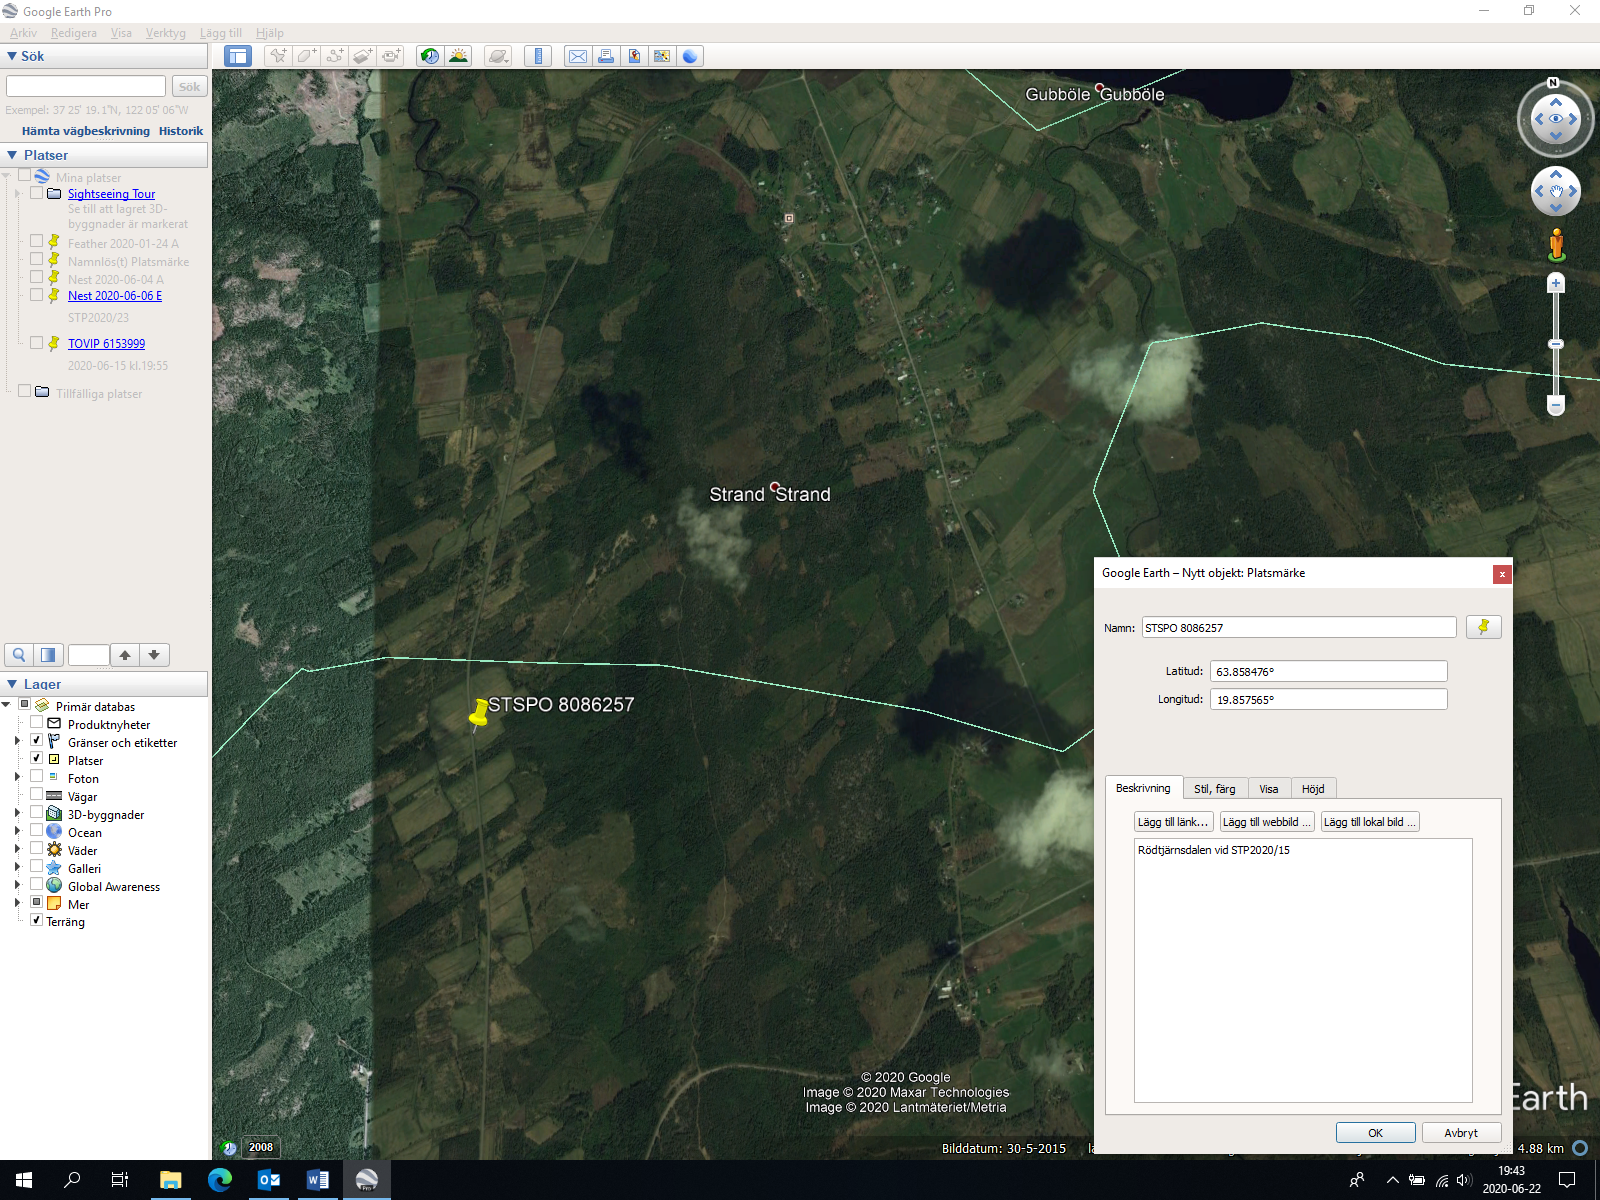 Google Earth Pro
Arkiv Redigera Visa Verktyg Lägg till Hjälp
Sök
Sök
Exempel: 37 25' 19.1"N, 122 05' 06"W
Hämta vägbeskrivning Historik
Platser
Mina platser
Sightseeing Tour
Se till att lagret 3D-
byggnader är markerat
Feather 2020-01-24 A
Namnlös(t) Platsmärke
Nest 2020-06-04 A
Nest 2020-06-06 E
STP2020/23
TOVIP 6153999
2020-06-15 kl.19:55
Tillfälliga platser
Lager
Primär databas
Produktnyheter
Gränser och etiketter
Platser
Foton
Vägar
3D-byggnader
Ocean
Väder
Galleri
Global Awareness
Mer
Terräng
Gubböle Gubböle
N
Strand Strand
STSPO 8086257
Google Earth – Nytt objekt: Platsmärke
x
Namn: STSPO 8086257
Latitud: 63.858476°
Longitud: 19.857565°
Beskrivning Stil, färg Visa Höjd
Lägg till länk... Lägg till webbild ... Lägg till lokal bild ...
Rödtjärnsdalen vid STP2020/15
OK Avbryt
© 2020 Google
Image © 2020 Maxar Technologies
Image © 2020 Lantmäteriet/Metria
Earth
2008
Bilddatum: 30-5-2015
4.88 km
19:43
2020-06-22